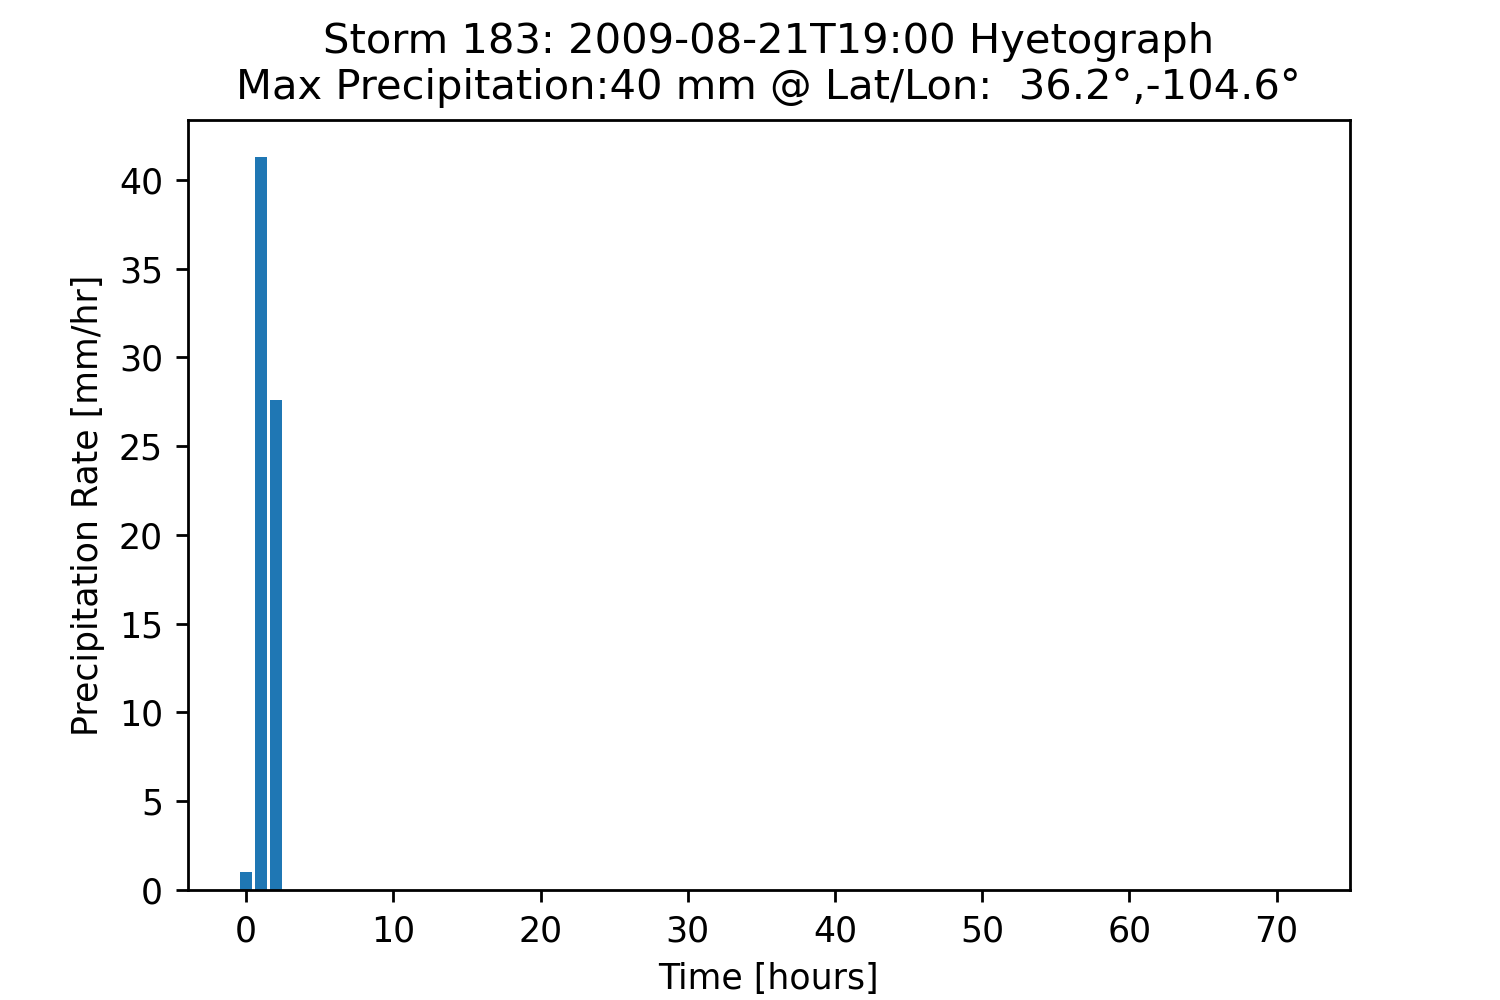 Storm 183: 2009-08-21T19:00 Hyetograph
Max Precipitation:40 mm @ Lat/Lon:  36.2°,-104.6°
40
35
30
25
20
15
10
5
0
Precipitation Rate [mm/hr]
0 10 20 30 40 50 60 70
Time [hours]